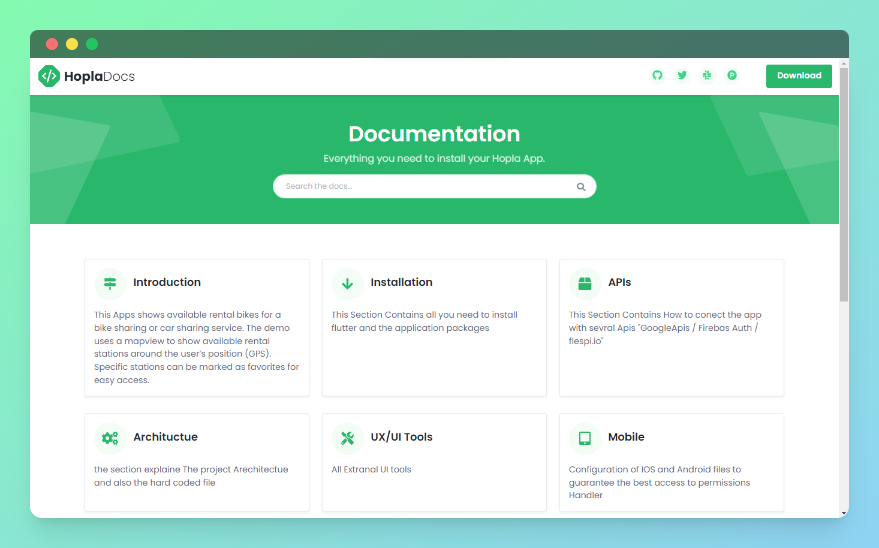 HoplaDocs
Download
Documentation
Everything you need to install your Hopla App.
Search the docs...
Introduction
This Apps shows available rental bikes for a
bike sharing or car sharing service. The demo
uses a mapview to show available rental
stations around the user's position (GPS).
Specific stations can be marked as favorites for
easy access.
Installation
This Section Contains all you need to install
flutter and the application packages
APIs
This Section Contains How to conect the app
with sevral Apis "GoogleApis / Firebas Auth /
fiespi.io"
Archituctue
the section explaine The project Arechitectue
and also the hard coded file
UX/UI Tools
All Extranal UI tools
Mobile
Configuration of IOS and Android files to
guarantee the best access to permissions
Handler